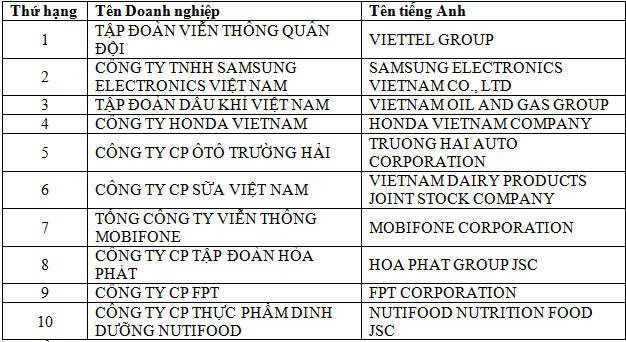 Thứ hạng Tên Doanh nghiệp Tên tiếng Anh
1 TẬP ĐOÀN VIỄN THÔNG QUÂN ĐỘI VIETTEL GROUP
2 CÔNG TY TNHH SAMSUNG ELECTRONICS VIỆT NAM SAMSUNG ELECTRONICS VIETNAM CO., LTD
3 TẬP ĐOÀN DẦU KHÍ VIỆT NAM VIETNAM OIL AND GAS GROUP
4 CÔNG TY HONDA VIETNAM HONDA VIETNAM COMPANY
5 CÔNG TY CP ÔTÔ TRƯỜNG HẢI TRUONG HAI AUTO CORPORATION
6 CÔNG TY CP SỮA VIỆT NAM VIETNAM DAIRY PRODUCTS JOINT STOCK COMPANY
7 TỔNG CÔNG TY VIỄN THÔNG MOBIFONE MOBIFONE CORPORATION
8 CÔNG TY CP TẬP ĐOÀN HÒA PHÁT HOA PHAT GROUP JSC
9 CÔNG TY CP FPT FPT CORPORATION
10 CÔNG TY CP THỰC PHẨM DINH DƯỠNG NUTIFOOD NUTIFOOD NUTRITION FOOD JSC